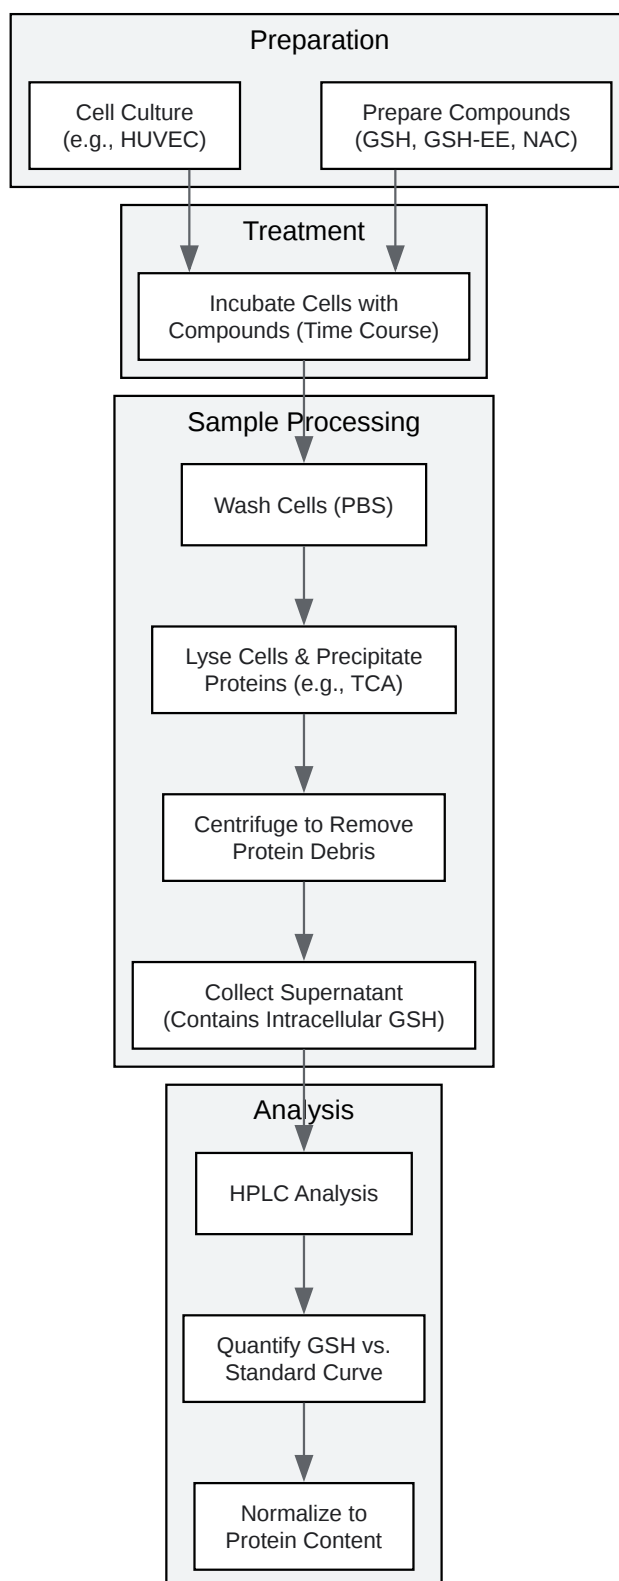 Preparation
Cell Culture
(e.g., HUVEC)
Prepare Compounds
(GSH, GSH-EE, NAC)
Treatment
Incubate Cells with
Compounds (Time Course)
Sample Processing
Wash Cells (PBS)
Lyse Cells & Precipitate
Proteins (e.g., TCA)
Centrifuge to Remove
Protein Debris
Collect Supernatant
(Contains Intracellular GSH)
Analysis
HPLC Analysis
Quantify GSH vs.
Standard Curve
Normalize to
Protein Content